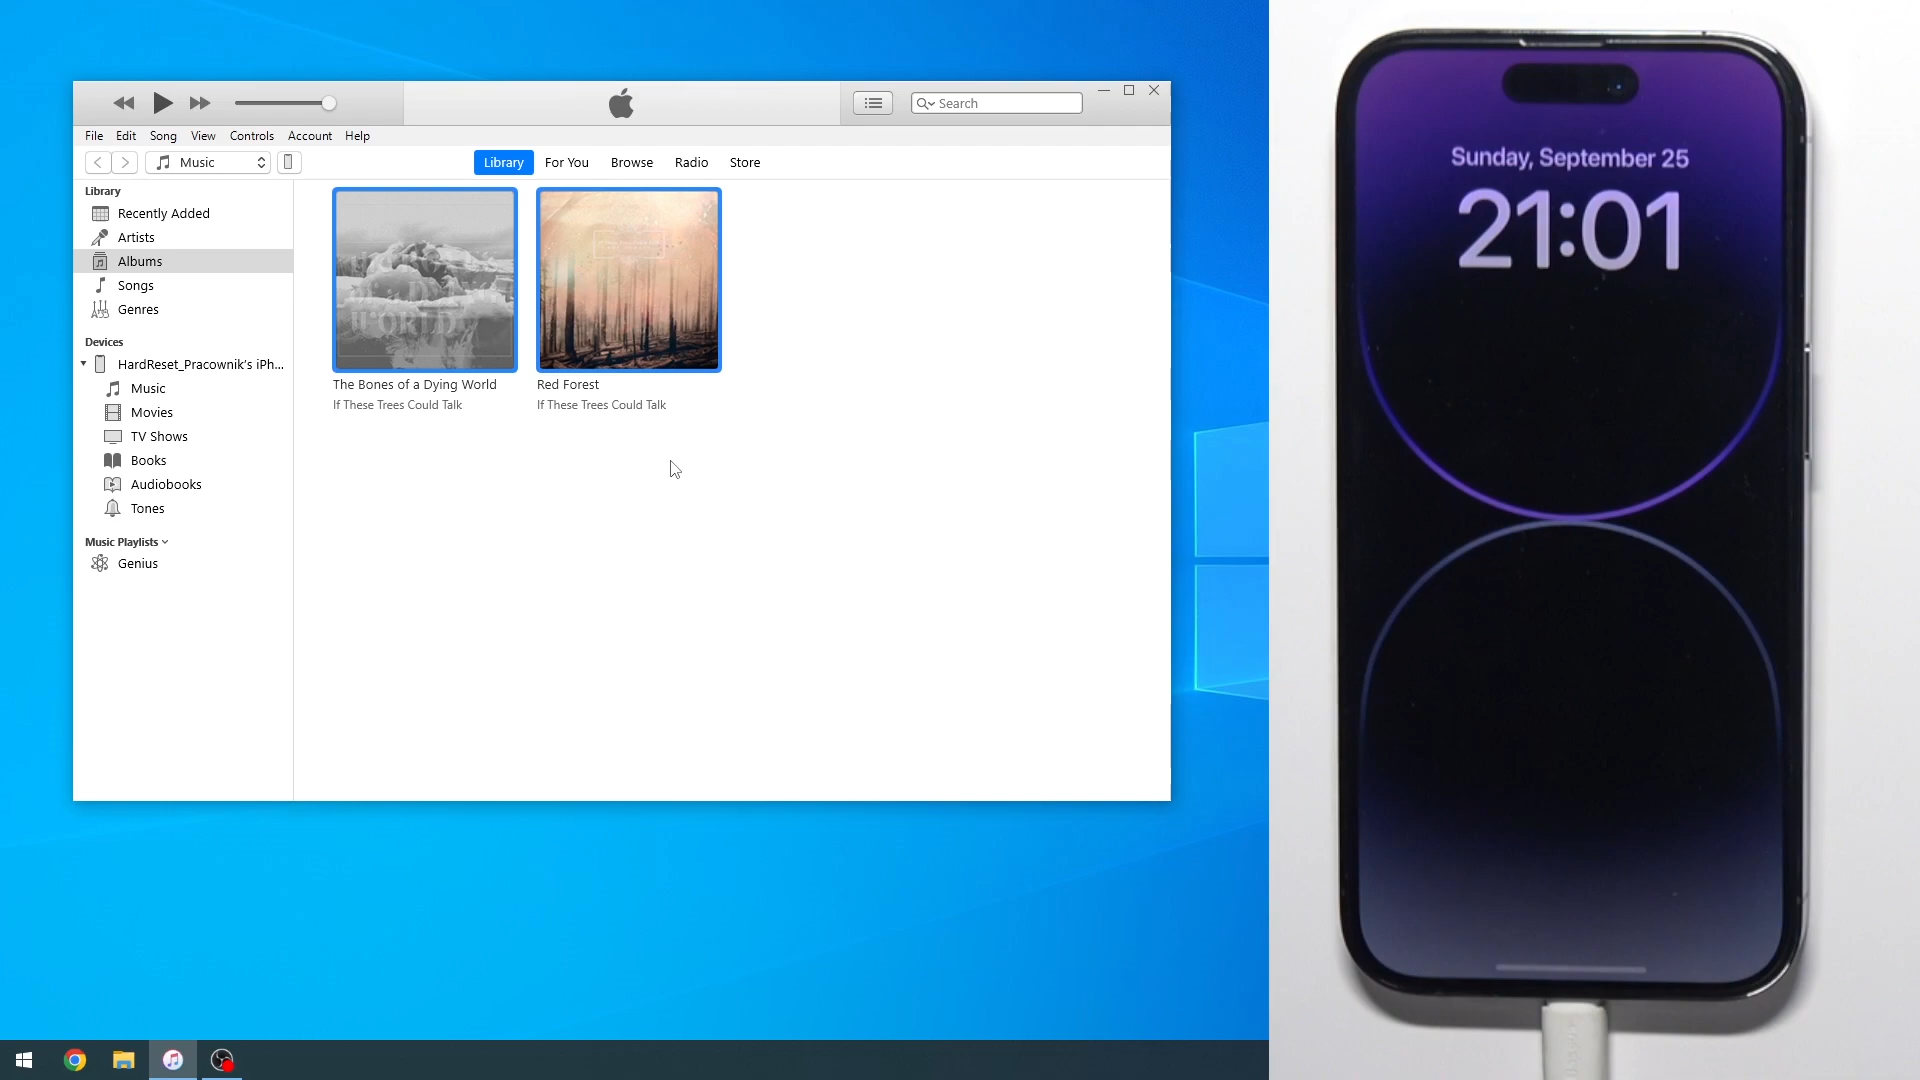 Search
File Edit Song View Controls Account Help
Music Library For You Browse Radio Store
Library
Recently Added
Artists
Albums
Songs
Genres
Devices
HardReset_Pracownik's iPh...
Music
Movies
TV Shows
Books
Audiobooks
Tones
Music Playlists
Genius
WORLD
The Bones of a Dying World
If These Trees Could Talk
Red Forest
If These Trees Could Talk
Sunday, September 25
21:01